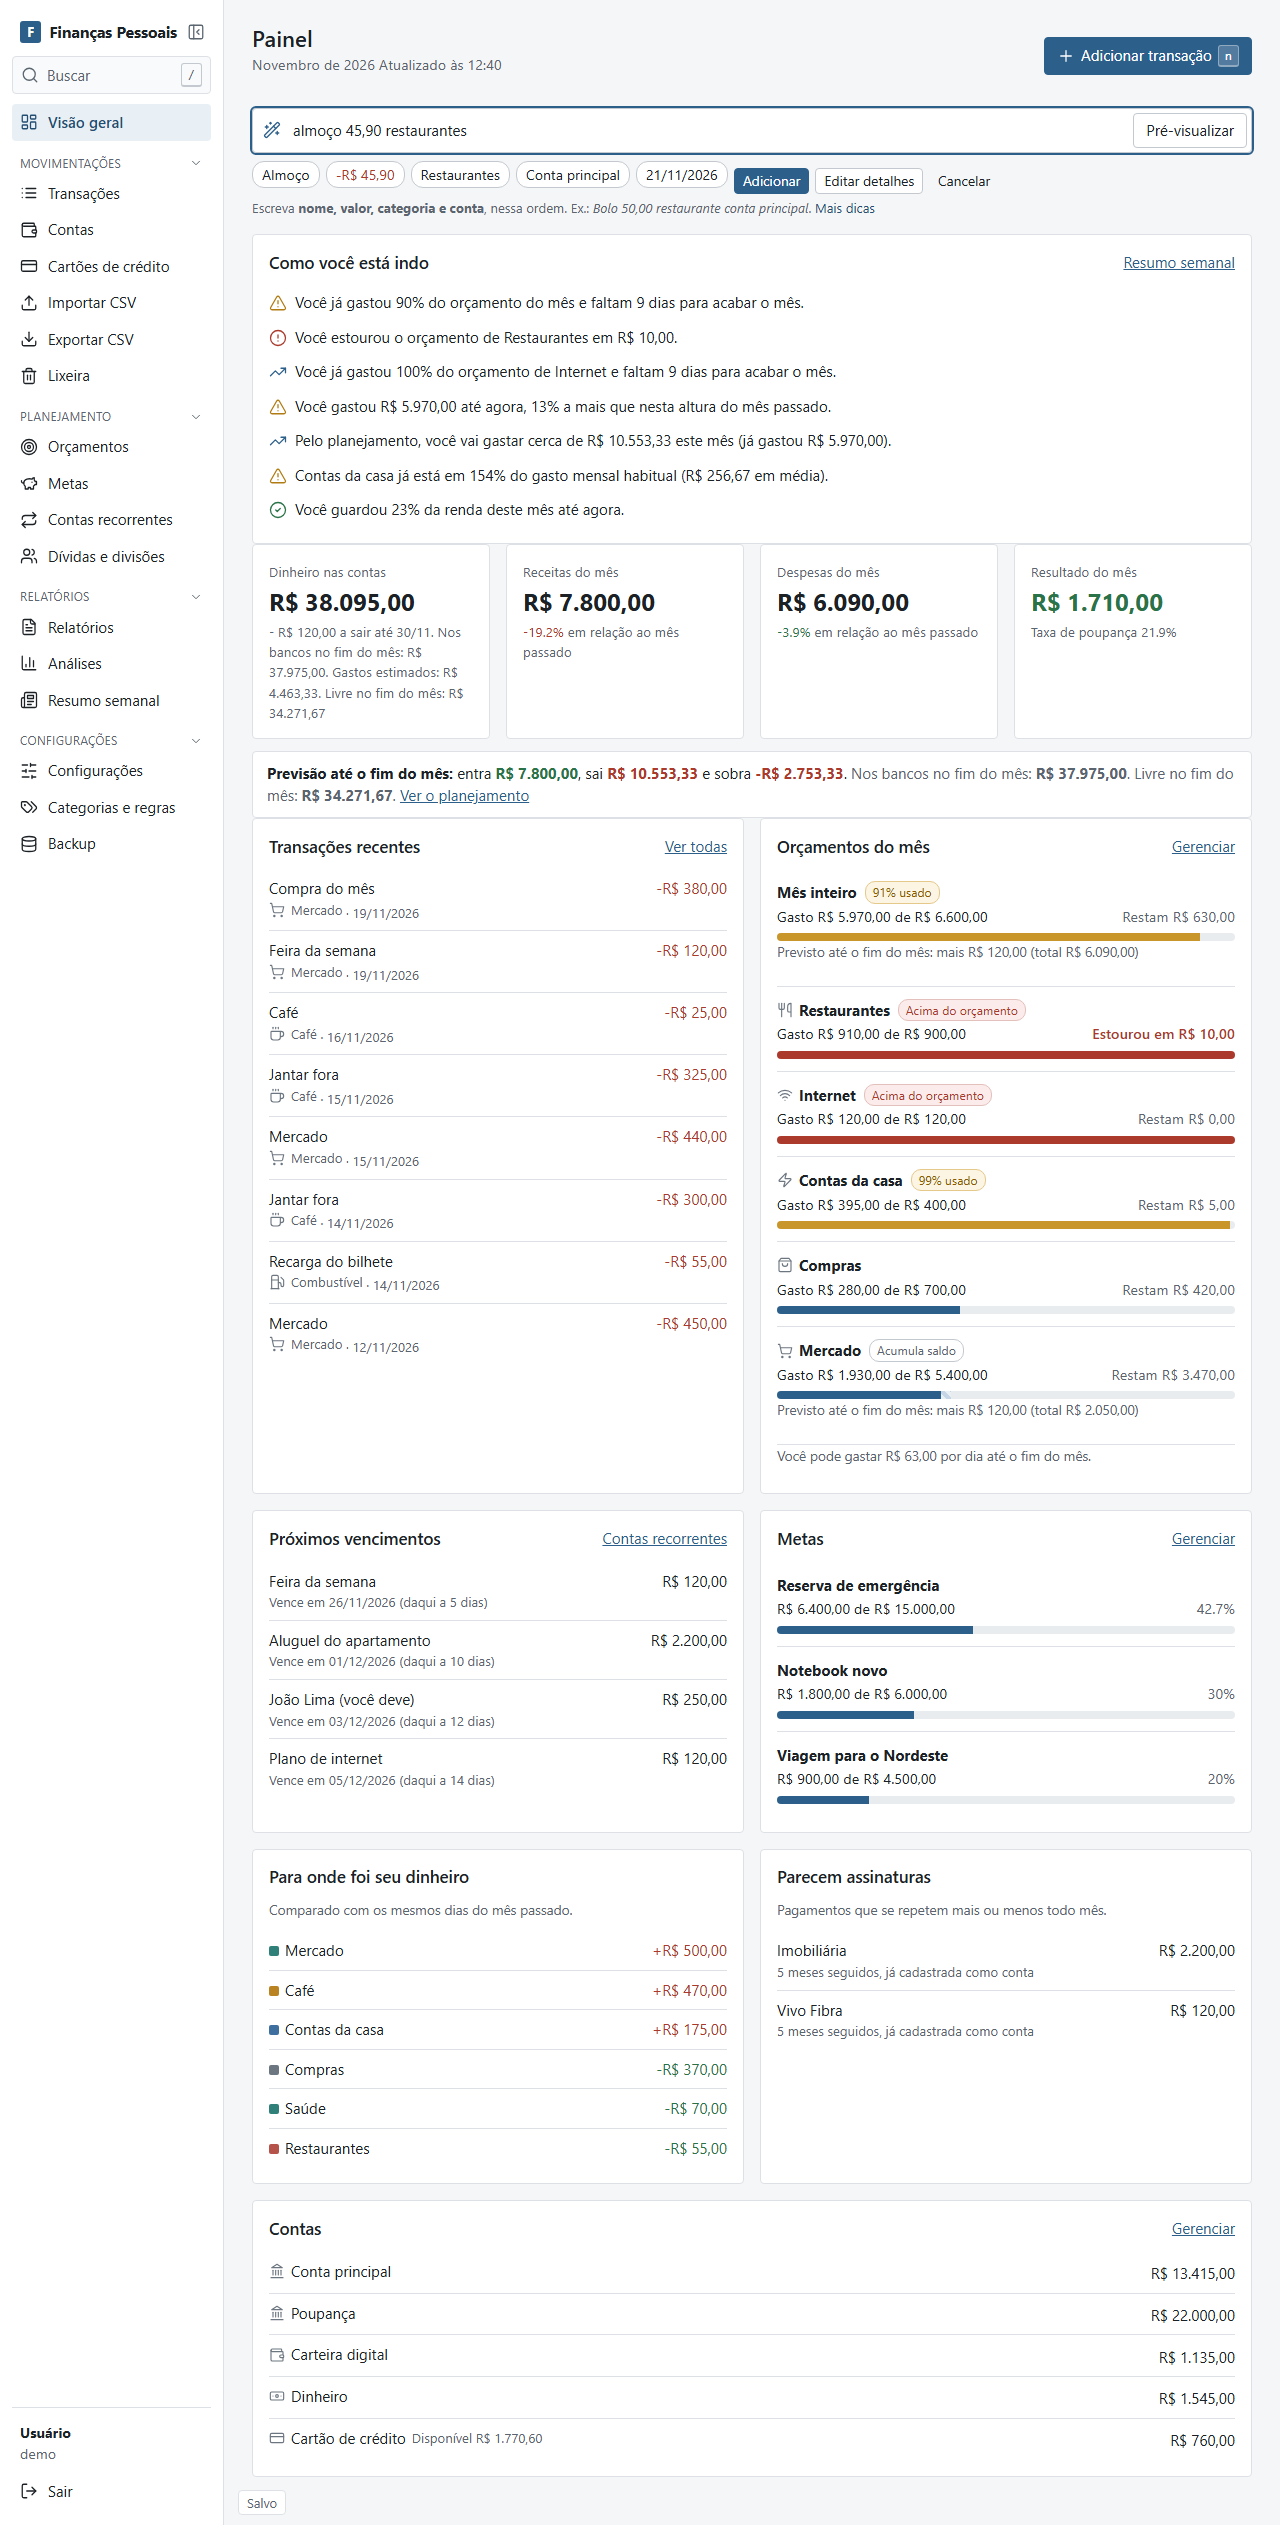 F Finanças Pessoais
Buscar /
Visão geral
MOVIMENTAÇÕES
Transações
Contas
Cartões de crédito
Importar CSV
Exportar CSV
Lixeira
PLANEJAMENTO
Orçamentos
Metas
Contas recorrentes
Dívidas e divisões
RELATÓRIOS
Relatórios
Análises
Resumo semanal
CONFIGURAÇÕES
Configurações
Categorias e regras
Backup
Usuário
demo
Sair
Painel
Novembro de 2026 Atualizado às 12:40
Adicionar transação n
almoço 45,90 restaurantes
Pré-visualizar
Almoço -R$ 45,90 Restaurantes Conta principal 21/11/2026 Adicionar Editar detalhes Cancelar
Escreva nome, valor, categoria e conta, nessa ordem. Ex.: Bolo 50,00 restaurante conta principal. Mais dicas
Como você está indo
Resumo semanal
Você já gastou 90% do orçamento do mês e faltam 9 dias para acabar o mês.
Você estourou o orçamento de Restaurantes em R$ 10,00.
Você já gastou 100% do orçamento de Internet e faltam 9 dias para acabar o mês.
Você gastou R$ 5.970,00 até agora, 13% a mais que nesta altura do mês passado.
Pelo planejamento, você vai gastar cerca de R$ 10.553,33 este mês (já gastou R$ 5.970,00).
Contas da casa já está em 154% do gasto mensal habitual (R$ 256,67 em média).
Você guardou 23% da renda deste mês até agora.
Dinheiro nas contas
R$ 38.095,00
- R$ 120,00 a sair até 30/11. Nos
bancos no fim do mês: R$
37.975,00. Gastos estimados: R$
4.463,33. Livre no fim do mês: R$
34.271,67
Receitas do mês
R$ 7.800,00
-19.2% em relação ao mês
passado
Despesas do mês
R$ 6.090,00
-3.9% em relação ao mês passado
Resultado do mês
R$ 1.710,00
Taxa de poupança 21.9%
Previsão até o fim do mês: entra R$ 7.800,00, sai R$ 10.553,33 e sobra -R$ 2.753,33. Nos bancos no fim do mês: R$ 37.975,00. Livre no fim do
mês: R$ 34.271,67. Ver o planejamento
Transações recentes
Ver todas
Compra do mês -R$ 380,00
Mercado . 19/11/2026
Feira da semana -R$ 120,00
Mercado . 19/11/2026
Café -R$ 25,00
Café . 16/11/2026
Jantar fora -R$ 325,00
Café . 15/11/2026
Mercado -R$ 440,00
Mercado . 15/11/2026
Jantar fora -R$ 300,00
Café . 14/11/2026
Recarga do bilhete -R$ 55,00
Combustível . 14/11/2026
Mercado -R$ 450,00
Mercado . 12/11/2026
Orçamentos do mês
Gerenciar
Mês inteiro 91% usado
Gasto R$ 5.970,00 de R$ 6.600,00 Restam R$ 630,00
Previsto até o fim do mês: mais R$ 120,00 (total R$ 6.090,00)
Restaurantes Acima do orçamento
Gasto R$ 910,00 de R$ 900,00 Estourou em R$ 10,00
Internet Acima do orçamento
Gasto R$ 120,00 de R$ 120,00 Restam R$ 0,00
Contas da casa 99% usado
Gasto R$ 395,00 de R$ 400,00 Restam R$ 5,00
Compras
Gasto R$ 280,00 de R$ 700,00 Restam R$ 420,00
Mercado Acumula saldo
Gasto R$ 1.930,00 de R$ 5.400,00 Restam R$ 3.470,00
Previsto até o fim do mês: mais R$ 120,00 (total R$ 2.050,00)
Você pode gastar R$ 63,00 por dia até o fim do mês.
Próximos vencimentos
Contas recorrentes
Feira da semana R$ 120,00
Vence em 26/11/2026 (daqui a 5 dias)
Aluguel do apartamento R$ 2.200,00
Vence em 01/12/2026 (daqui a 10 dias)
João Lima (você deve) R$ 250,00
Vence em 03/12/2026 (daqui a 12 dias)
Plano de internet R$ 120,00
Vence em 05/12/2026 (daqui a 14 dias)
Metas
Gerenciar
Reserva de emergência
R$ 6.400,00 de R$ 15.000,00 42.7%
Notebook novo
R$ 1.800,00 de R$ 6.000,00 30%
Viagem para o Nordeste
R$ 900,00 de R$ 4.500,00 20%
Para onde foi seu dinheiro
Comparado com os mesmos dias do mês passado.
Mercado +R$ 500,00
Café +R$ 470,00
Contas da casa +R$ 175,00
Compras -R$ 370,00
Saúde -R$ 70,00
Restaurantes -R$ 55,00
Parecem assinaturas
Pagamentos que se repetem mais ou menos todo mês.
Imobiliária R$ 2.200,00
5 meses seguidos, já cadastrada como conta
Vivo Fibra R$ 120,00
5 meses seguidos, já cadastrada como conta
Contas
Gerenciar
Conta principal R$ 13.415,00
Poupança R$ 22.000,00
Carteira digital R$ 1.135,00
Dinheiro R$ 1.545,00
Cartão de crédito Disponível R$ 1.770,60 R$ 760,00
Salvo